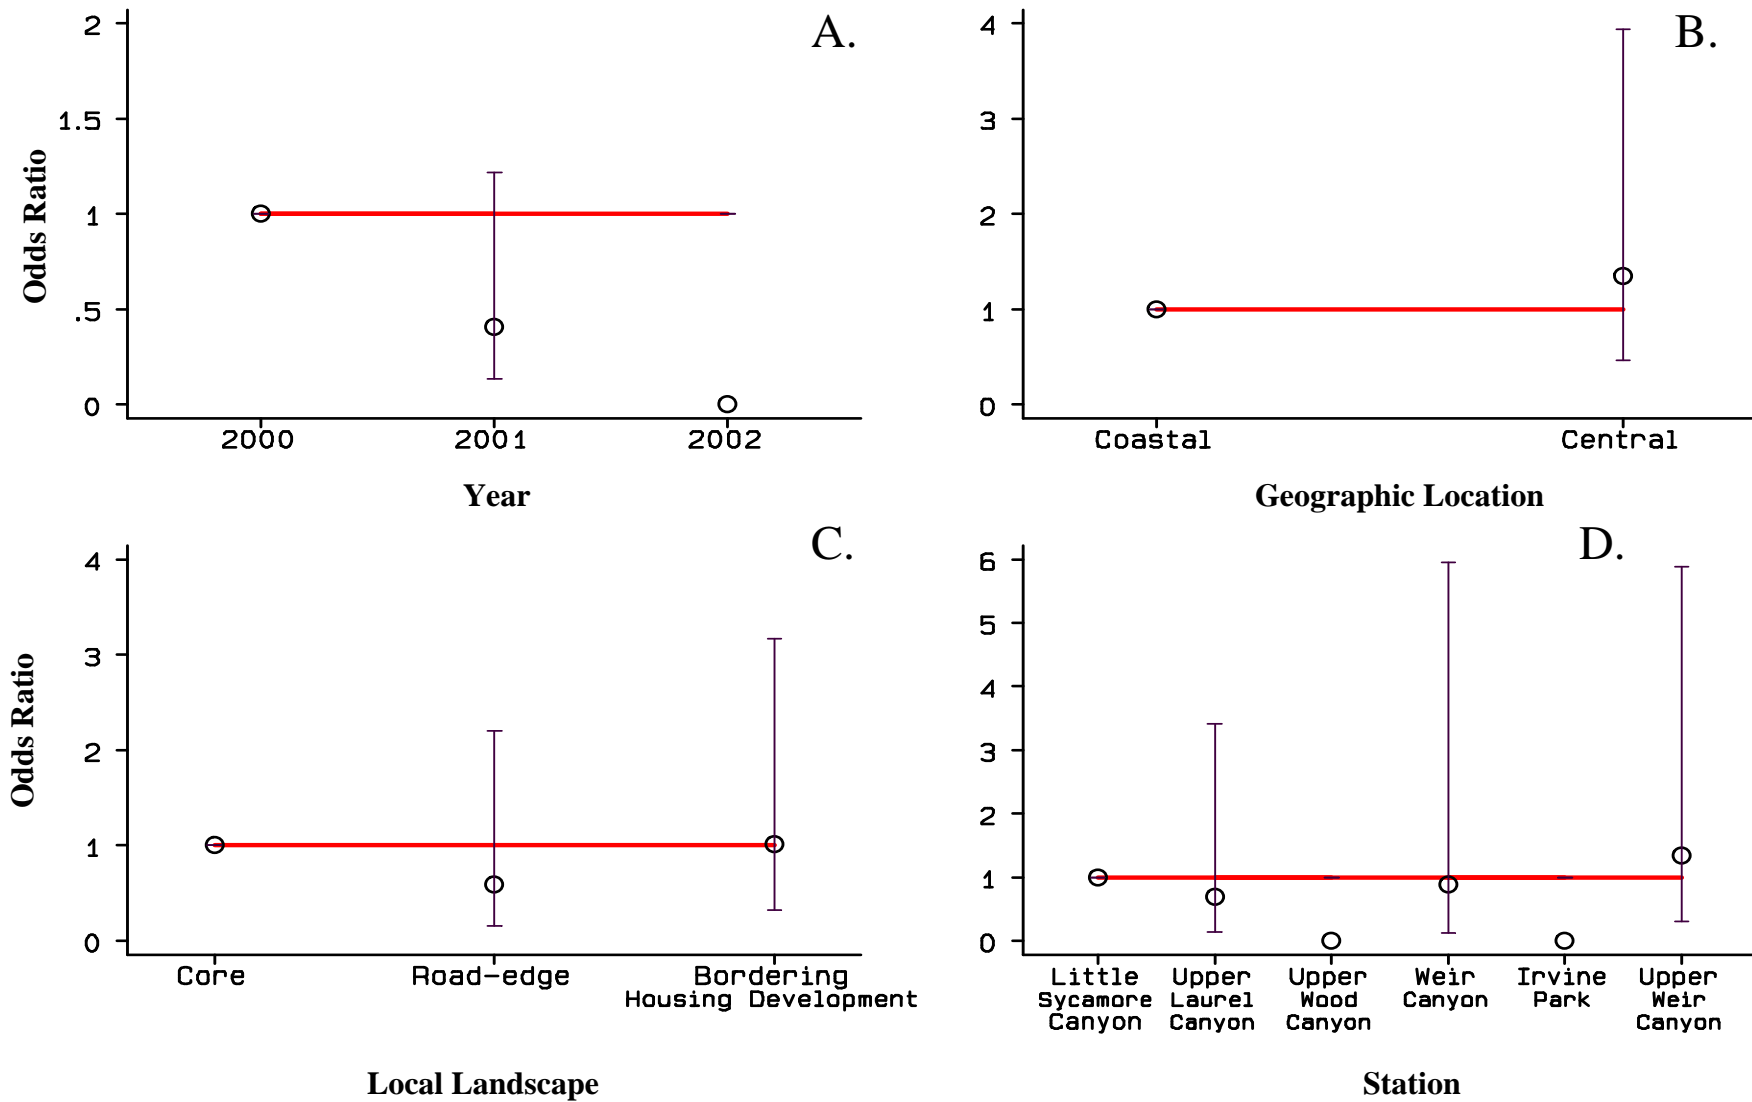 A.
2
1.5
1
.5
0
Odds Ratio
2000 2001 2002
Year
B.
4
3
2
1
0
Coastal Central
Geographic Location
C.
4
3
2
1
0
Odds Ratio
Core Road-edge Bordering
Housing Development
Local Landscape
D.
6
5
4
3
2
1
0
Little Upper Upper Weir Irvine Upper
Sycamore Laurel Wood Canyon Park Weir
Canyon Canyon Canyon Canyon
Station